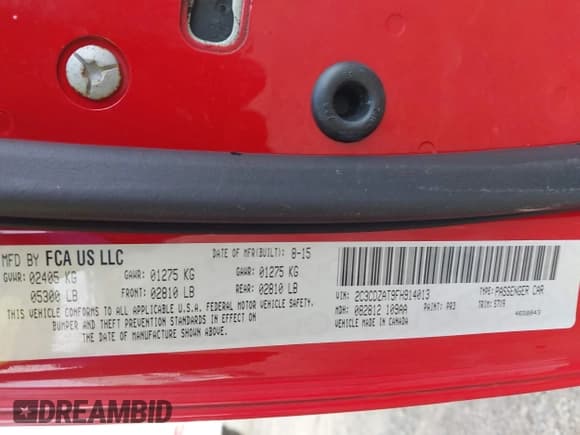 MFD BY FCA US LLC DATE OF MFR(BUILT): 8-15
GVWR: 02405 KG GAWR: 01275 KG GAWR: 01275 KG
05300 LB FRONT: 02810 LB REAR: 02810 LB
THIS VEHICLE CONFORMS TO ALL APPLICABLE U.S.A. FEDERAL MOTOR VEHICLE SAFETY,
BUMPER AND THEFT PREVENTION STANDARDS IN EFFECT ON
THE DATE OF MANUFACTURE SHOWN ABOVE.
VIN: 2C3CDZAT9FH914013 TYPE: PASSENGER CAR
MDH: 082812 109AA PAINT: PR3 TRIM:
MADE IN CANADA
DREAMBID